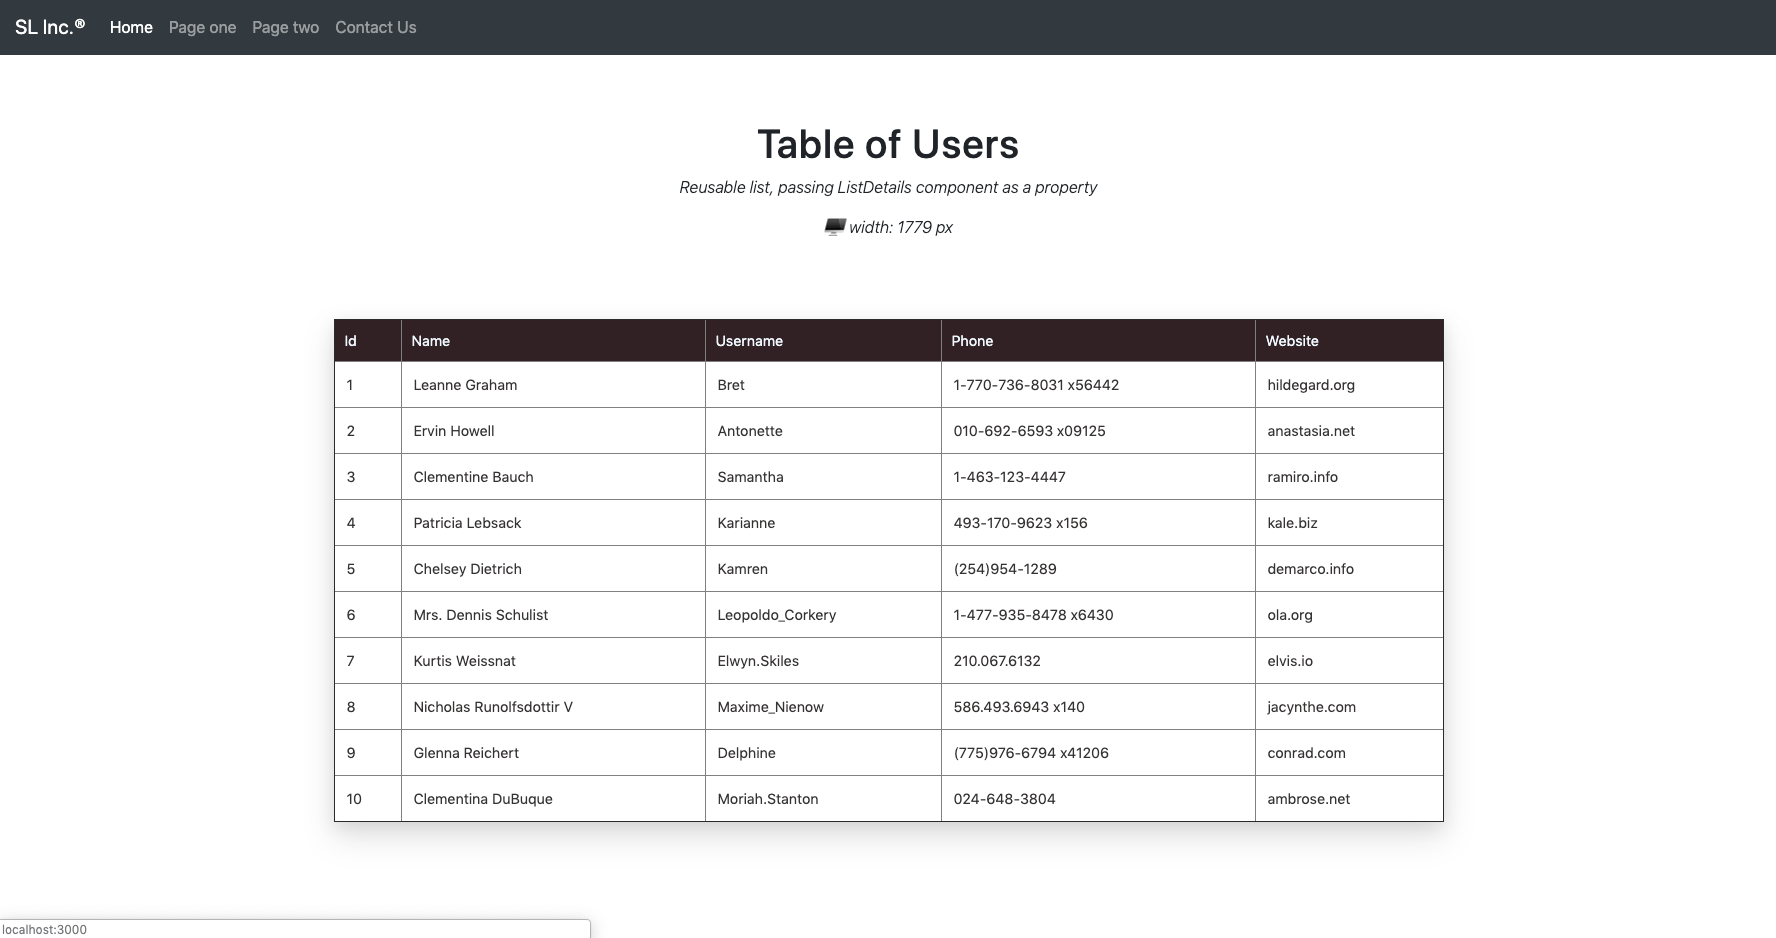 SL Inc.® Home Page one Page two Contact Us
Table of Users
Reusable list, passing ListDetails component as a property
🖥️ width: 1779 px
Id Name Username Phone Website
1 Leanne Graham Bret 1-770-736-8031 x56442 hildegard.org
2 Ervin Howell Antonette 010-692-6593 x09125 anastasia.net
3 Clementine Bauch Samantha 1-463-123-4447 ramiro.info
4 Patricia Lebsack Karianne 493-170-9623 x156 kale.biz
5 Chelsey Dietrich Kamren (254)954-1289 demarco.info
6 Mrs. Dennis Schulist Leopoldo_Corkery 1-477-935-8478 x6430 ola.org
7 Kurtis Weissnat Elwyn.Skiles 210.067.6132 elvis.io
8 Nicholas Runolfsdottir V Maxime_Nienow 586.493.6943 x140 jacynthe.com
9 Glenna Reichert Delphine (775)976-6794 x41206 conrad.com
10 Clementina DuBuque Moriah.Stanton 024-648-3804 ambrose.net
localhost:3000